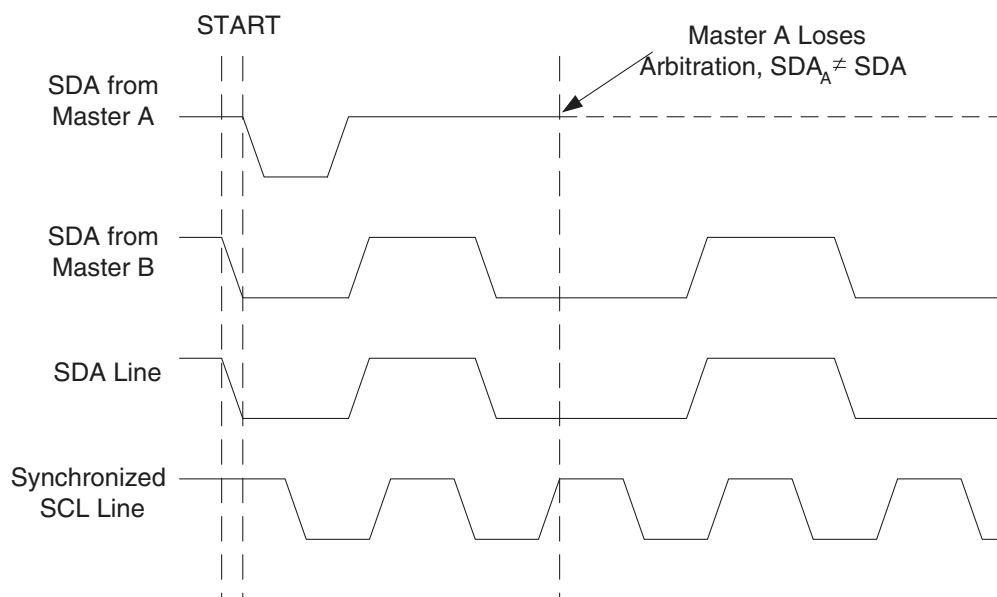 START
Master A Loses
Arbitration, SDA_A ≠ SDA
SDA from
Master A
SDA from
Master B
SDA Line
Synchronized
SCL Line